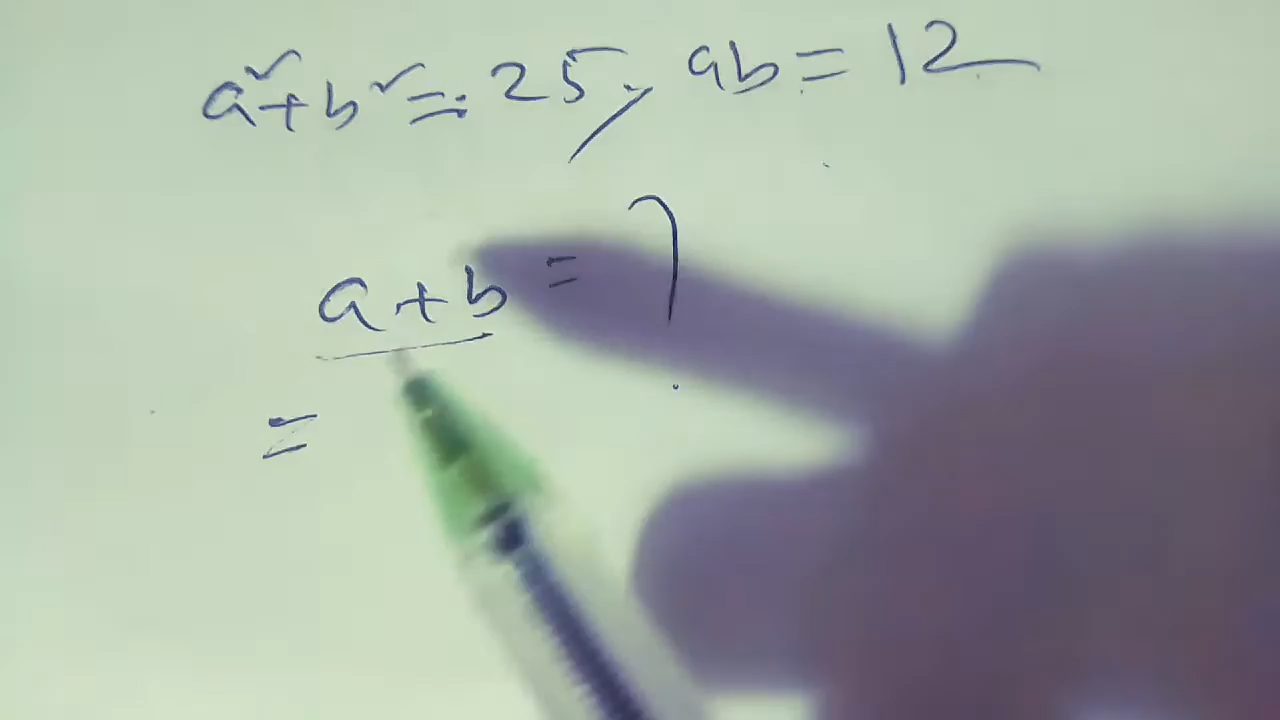 a²+b²=25, ab=12
a+b=?
=